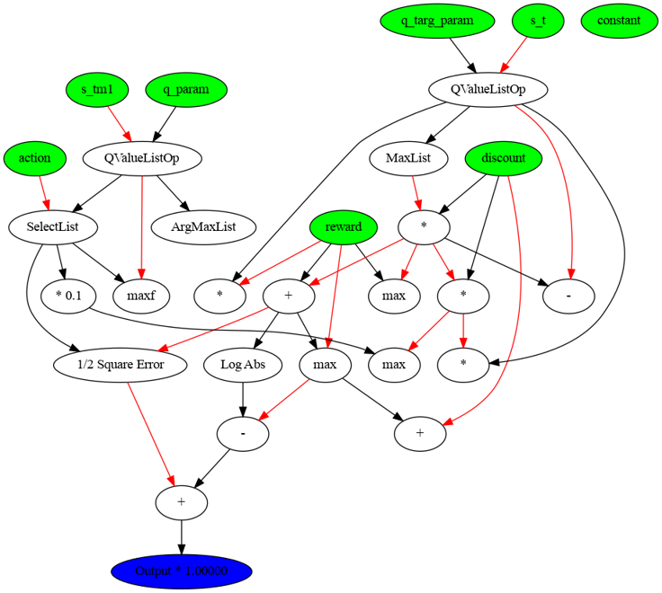 q_targ_param
s_t
constant
s_tm1
q_param
QValueListOp
action
QValueListOp
MaxList
discount
SelectList
ArgMaxList
reward
*
* 0.1
maxf
*
+
max
*
-
1/2 Square Error
Log Abs
max
max
*
-
+
+
Output * 1.00000